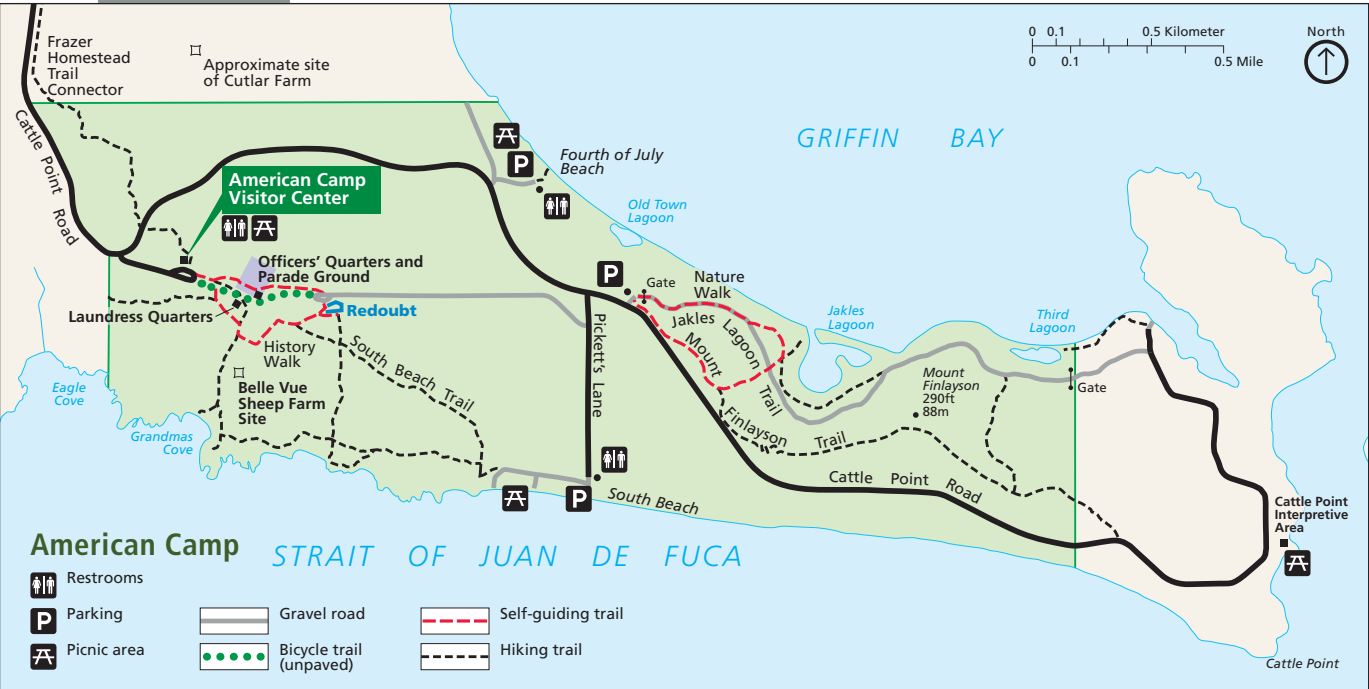 Frazer
Homestead
Trail
Connector
Approximate site
of Cutlar Farm
0 0.1 0.5 Kilometer
0 0.1 0.5 Mile
North
Cattle Point Road
GRIFFIN BAY
P
Fourth of July
Beach
American Camp
Visitor Center
Old Town
Lagoon
Officers' Quarters and
Parade Ground
P
Gate
Nature
Walk
Laundress Quarters
Redoubt
Jakles Lagoon Trail
Jakles
Lagoon
Third
Lagoon
History
Walk
South Beach Trail
Pickett's Lane
Mount Finlayson Trail
Mount
Finlayson
290ft
88m
Gate
Eagle
Cove
Belle Vue
Sheep Farm
Site
Grandmas
Cove
Cattle Point Road
P
South Beach
Cattle Point
Interpretive
Area
American Camp
STRAIT OF JUAN DE FUCA
Restrooms
P
Parking
Gravel road
Self-guiding trail
Picnic area
Bicycle trail
(unpaved)
Hiking trail
Cattle Point